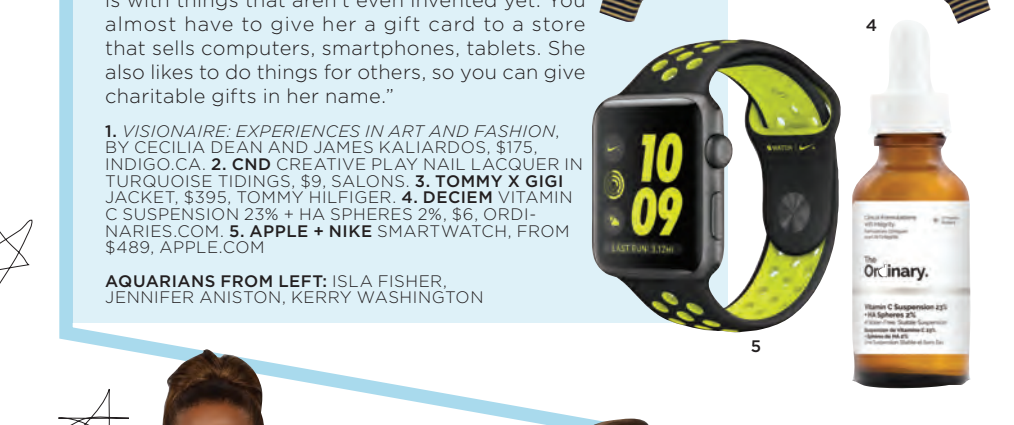 is with things that aren't even invented yet. You
almost have to give her a gift card to a store
that sells computers, smartphones, tablets. She
also likes to do things for others, so you can give
charitable gifts in her name.”
1. VISIONAIRE: EXPERIENCES IN ART AND FASHION,
BY CECILIA DEAN AND JAMES KALIARDOS, $175,
INDIGO.CA. 2. CND CREATIVE PLAY NAIL LACQUER IN
TURQUOISE TIDINGS, $9, SALONS. 3. TOMMY X GIGI
JACKET, $395, TOMMY HILFIGER. 4. DECIEM VITAMIN
C SUSPENSION 23% + HA SPHERES 2%, $6, ORDI-
NARIES.COM. 5. APPLE + NIKE SMARTWATCH, FROM
$489, APPLE.COM
AQUARIANS FROM LEFT: ISLA FISHER,
JENNIFER ANISTON, KERRY WASHINGTON
10
09
LAST RUN: 3.17MI
WATCH
5
4
Clinical Formulations
with Integrity.
The
Ordinary.
Vitamin C Suspension 23%
+ HA Spheres 2%